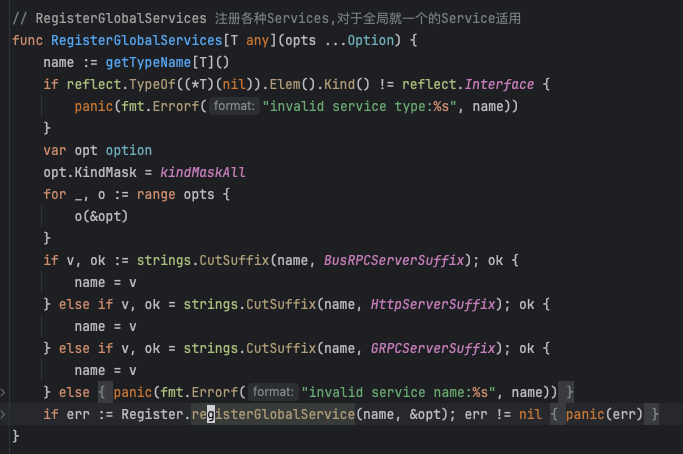 // RegisterGlobalServices 注册各种Services,对于全局就一个的Service适用
func RegisterGlobalServices[T any](opts ...Option) {
    name := getTypeName[T]()
    if reflect.TypeOf((*T)(nil)).Elem().Kind() != reflect.Interface {
        panic(fmt.Errorf( format: "invalid service type:%s", name))
    }
    var opt option
    opt.KindMask = kindMaskAll
    for _, o := range opts {
        o(&opt)
    }
    if v, ok := strings.CutSuffix(name, BusRPCServerSuffix); ok {
        name = v
    } else if v, ok = strings.CutSuffix(name, HttpServerSuffix); ok {
        name = v
    } else if v, ok = strings.CutSuffix(name, GRPCServerSuffix); ok {
        name = v
    } else { panic(fmt.Errorf( format: "invalid service name:%s", name)) }
    if err := Register.registerGlobalService(name, &opt); err != nil { panic(err) }
}